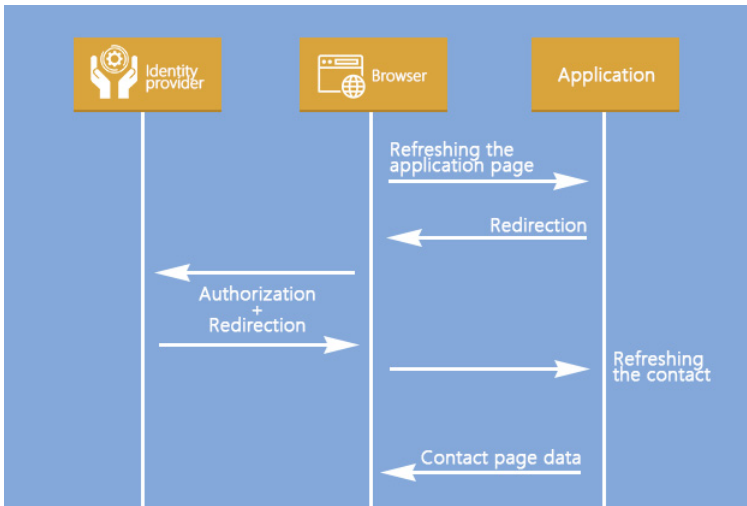 Identity
provider
Browser
Application
Refreshing the
application page
Redirection
Authorization
+
Redirection
Refreshing
the contact
Contact page data